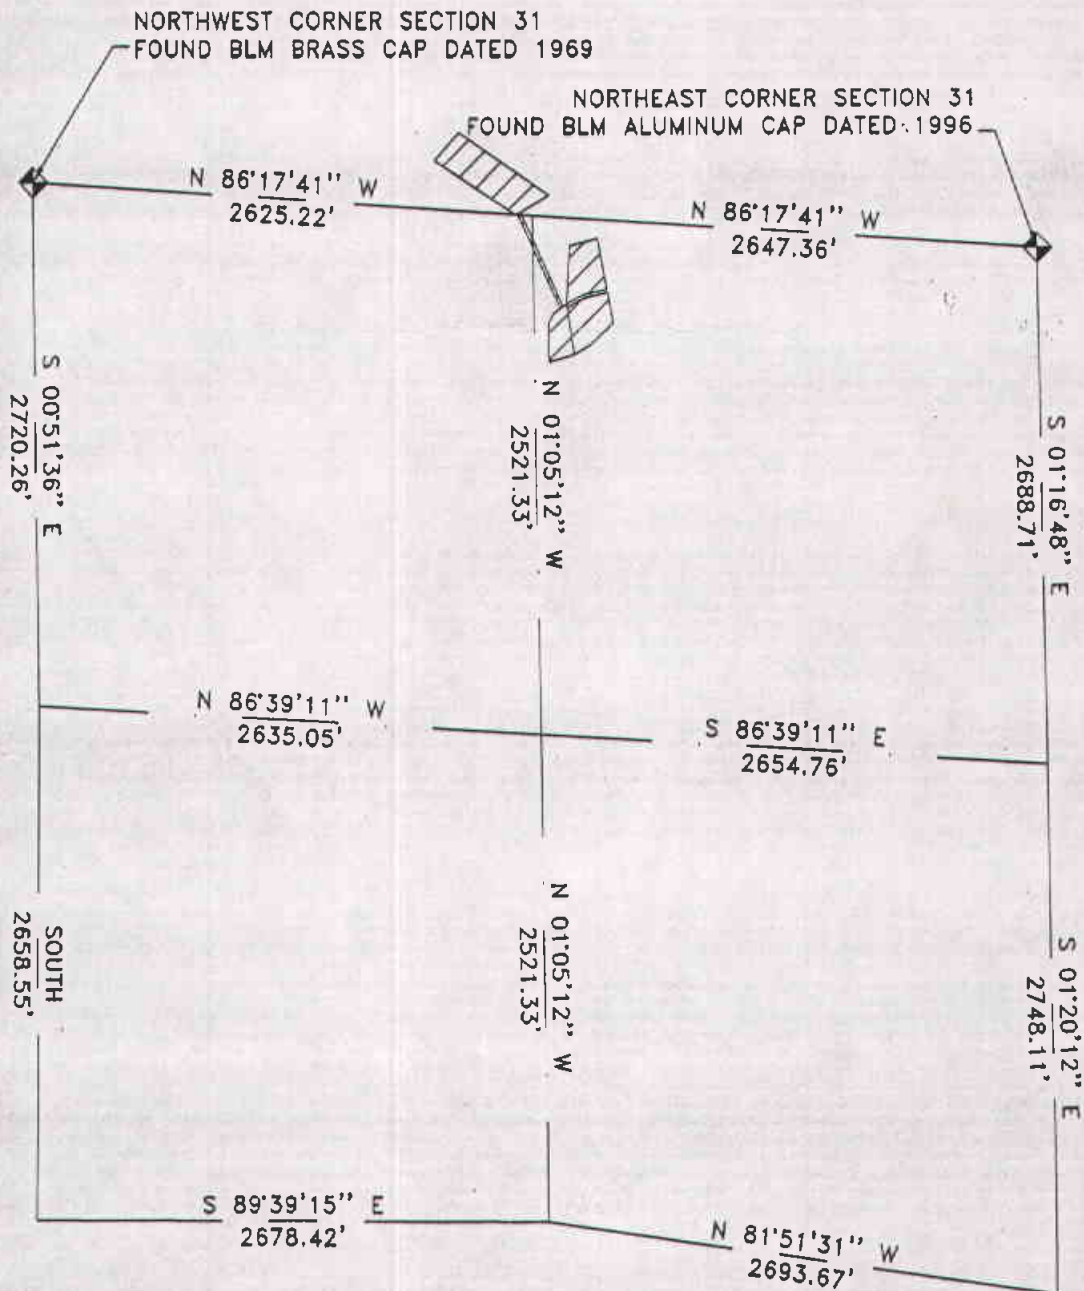 NORTHWEST CORNER SECTION 31
FOUND BLM BRASS CAP DATED 1969
NORTHEAST CORNER SECTION 31
FOUND BLM ALUMINUM CAP DATED 1996
N 86°17'41" W
2625.22'
N 86°17'41" W
2647.36'
S 00°51'36" E
2720.26'
N 01°05'12" W
2521.33'
S 01°16'48" E
2688.71'
N 86°39'11" W
2635.05'
S 86°39'11" E
2654.76'
SOUTH
2658.55'
N 01°05'12" W
2521.33'
S 01°20'12" E
2748.11'
S 89°39'15" E
2678.42'
N 81°51'31" W
2693.67'